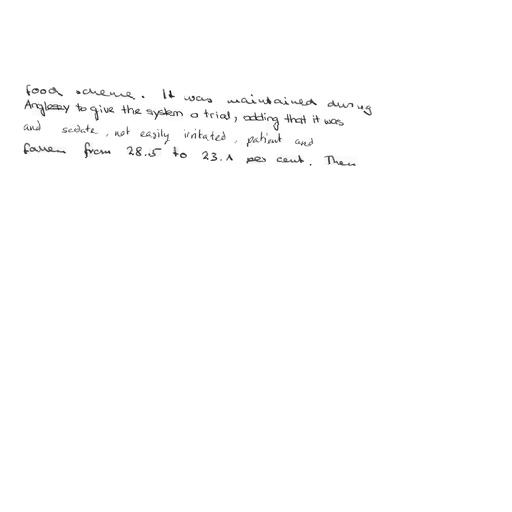 food scheme. It was maintained during
Anglesey to give the system a trial, adding that it was
and sedate, not easily irritated, patient and
fallen from 28.5 to 23.1 per cent. Then